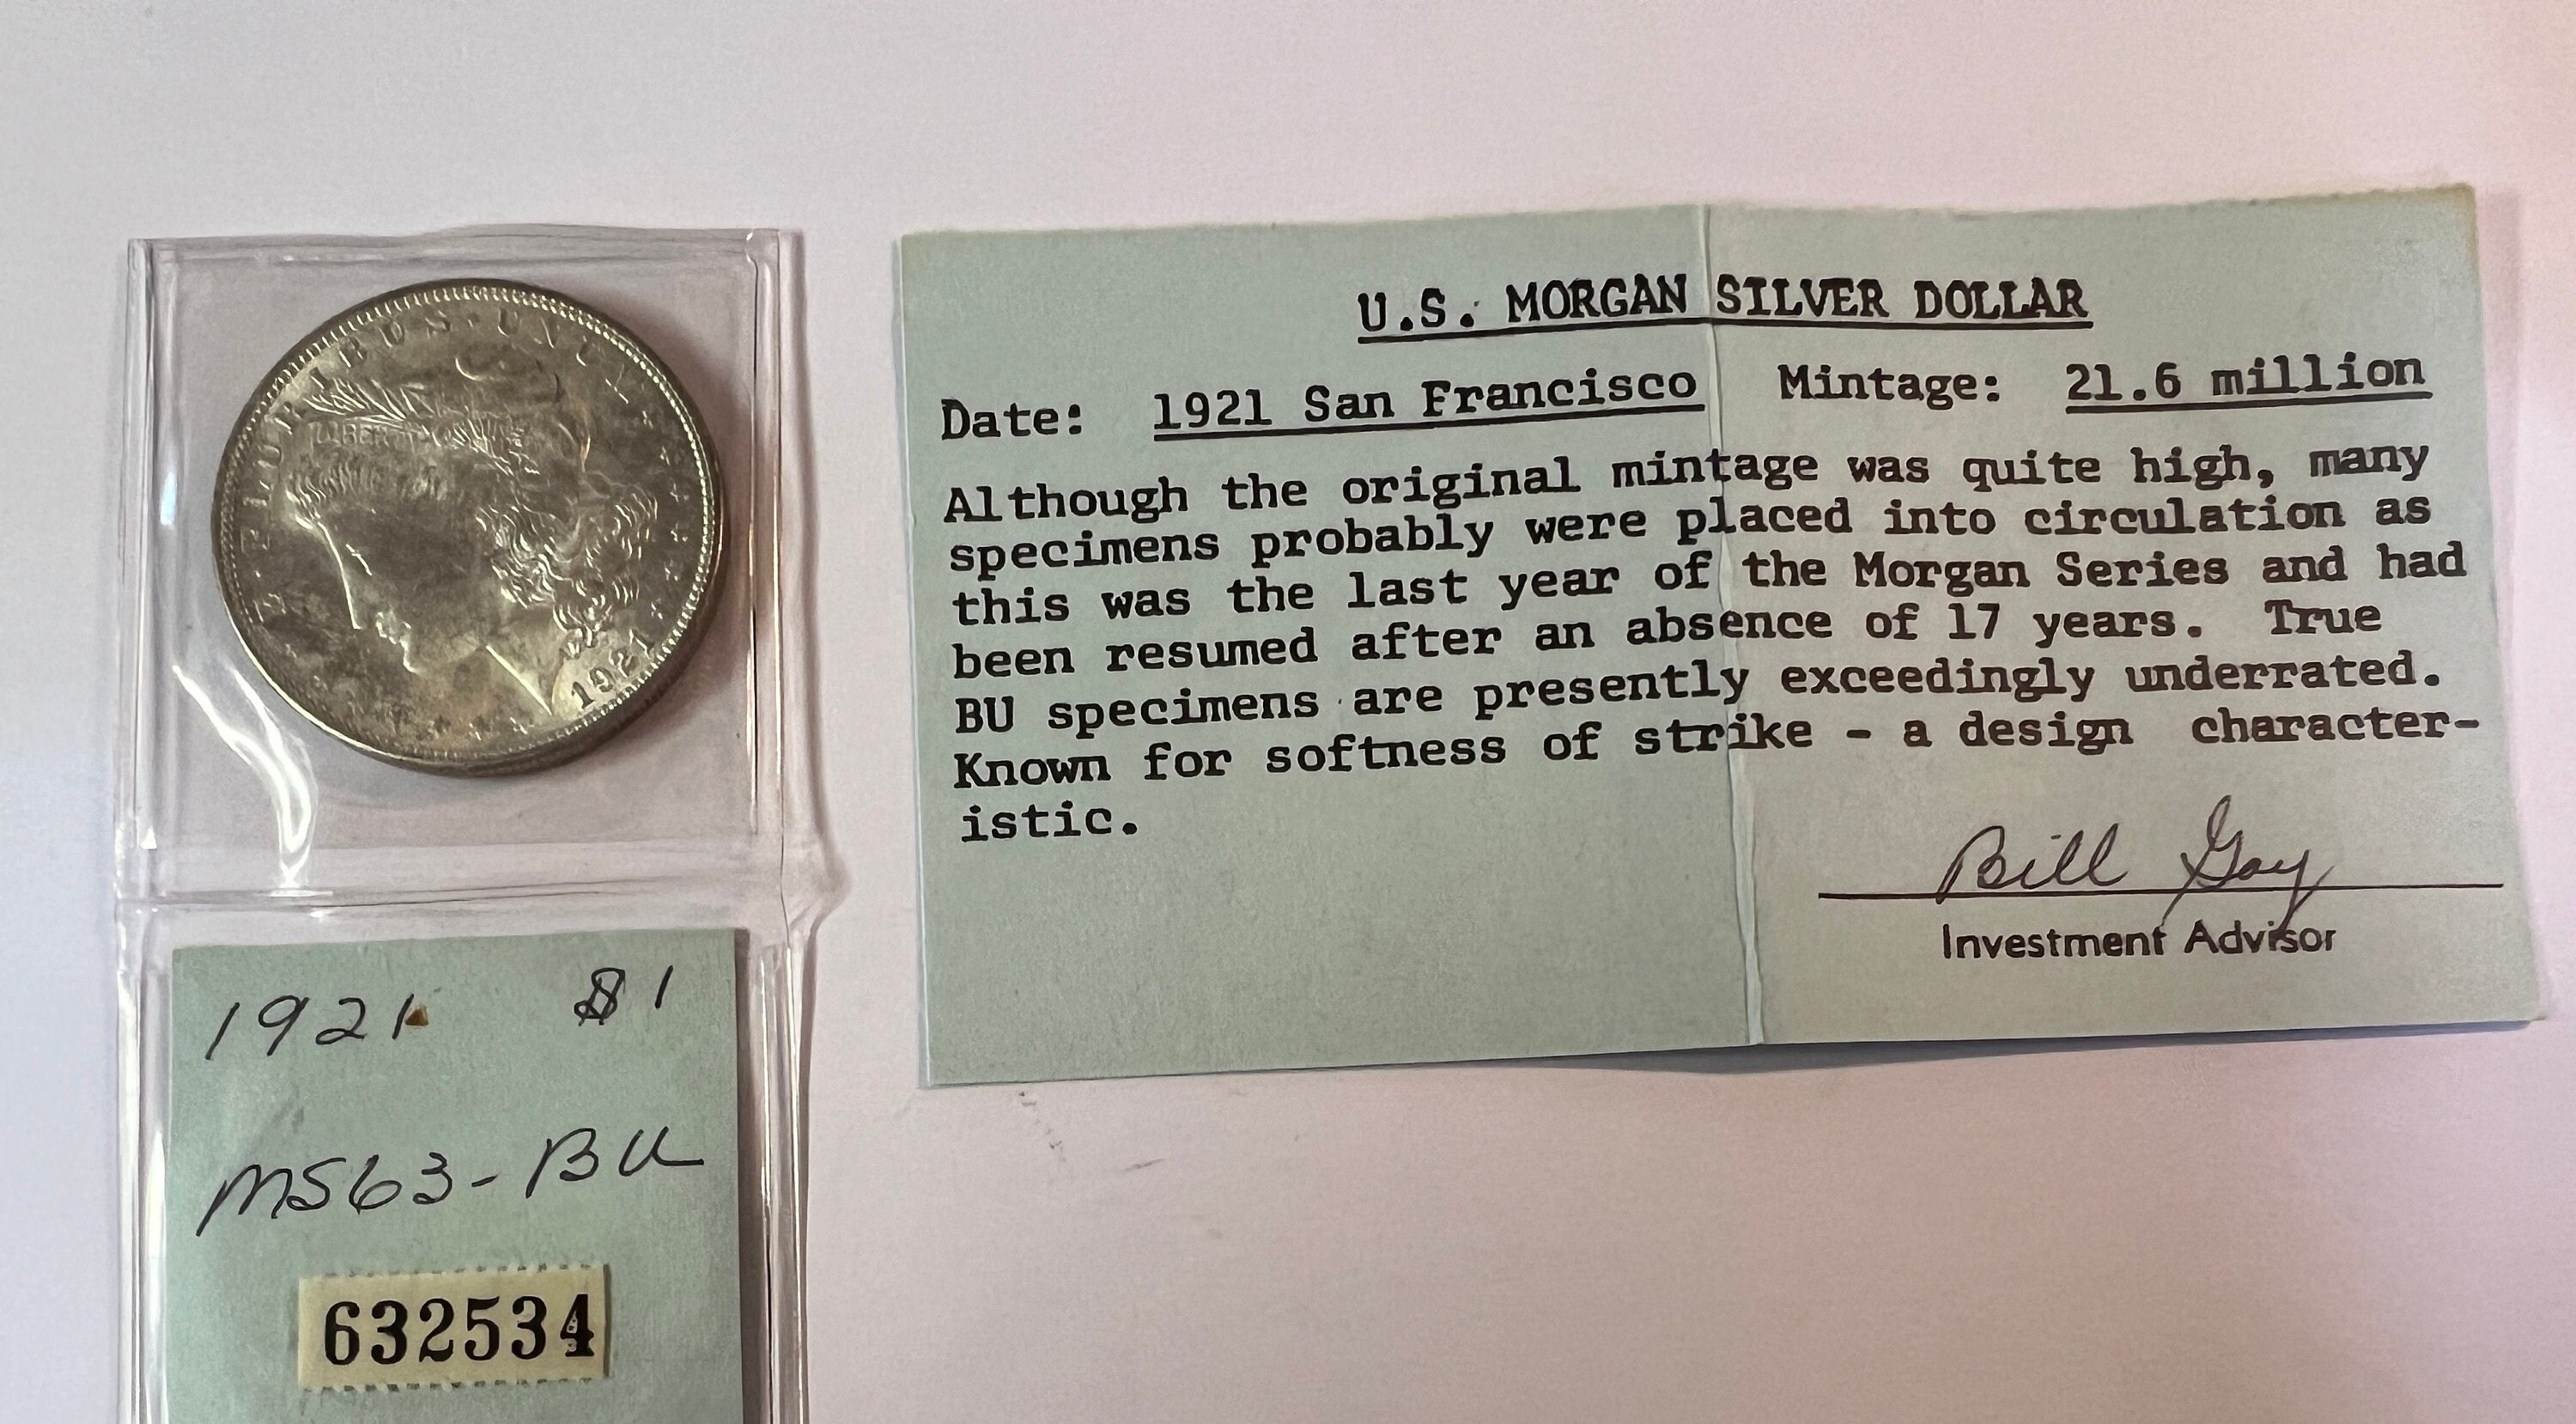 E·PLURIBUS·UNUM
LIBERTY
1921
1921 $1
MS63-BU
632534
U.S. MORGAN SILVER DOLLAR
Date: 1921 San Francisco Mintage: 21.6 million
Although the original mintage was quite high, many
specimens probably were placed into circulation as
this was the last year of the Morgan Series and had
been resumed after an absence of 17 years. True
BU specimens are presently exceedingly underrated.
Known for softness of strike - a design character-
istic.
Bill Gay
Investment Advisor